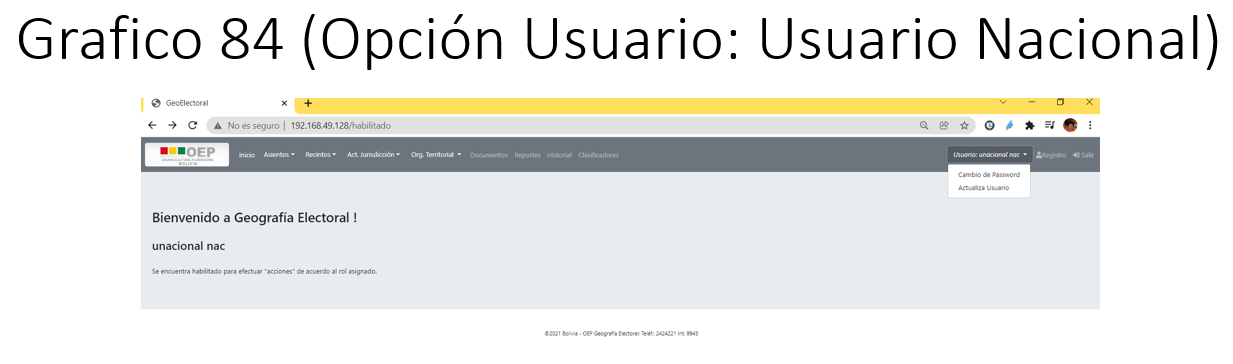 Grafico 84 (Opción Usuario: Usuario Nacional)
GeoElectoral
No es seguro | 192.168.49.128/habilitado
OEP
BOLIVIA
Inicio Asientos Recintos Act. Jurisdicción Org. Territorial Documentos Reportes Historial Clasificadores Usuario: unacional nac Registro Salir
Cambio de Password
Actualiza Usuario
Bienvenido a Geografía Electoral !
unacional nac
Se encuentra habilitado para efectuar "acciones" de acuerdo al rol asignado.
©2021 Bolivia - OEP Geografía Electoral: Teléf.: 2424221 Int. 9943